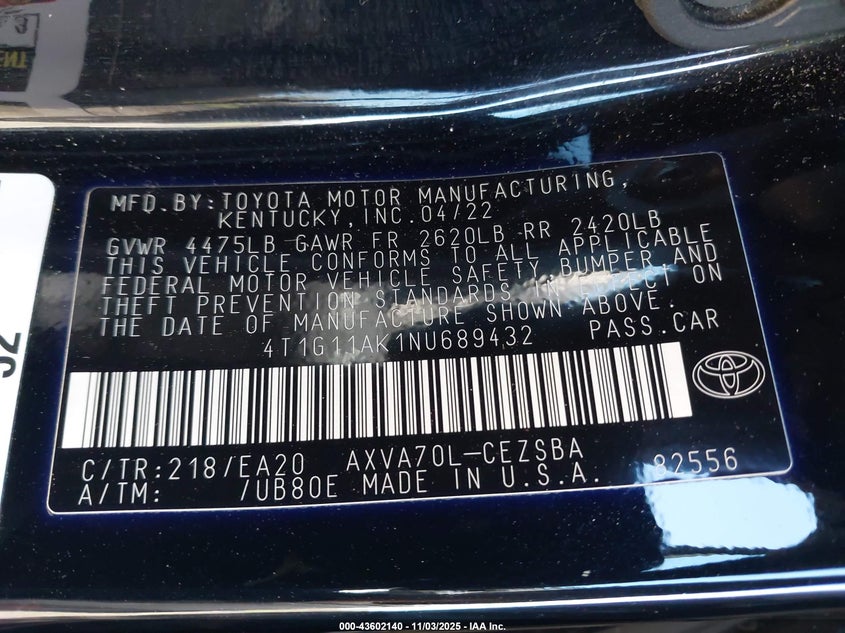 MFD.BY:TOYOTA MOTOR MANUFACTURING,
KENTUCKY, INC. 04/22
GVWR 4475LB GAWR FR 2620LB RR 2420LB
THIS VEHICLE CONFORMS TO ALL APPLICABLE
FEDERAL MOTOR VEHICLE SAFETY BUMPER AND
THEFT PREVENTION STANDARDS IN EFFECT ON
THE DATE OF MANUFACTURE SHOWN ABOVE.
4T1G11AK1NU689432 PASS.CAR
C/TR:218/EA20 AXVA70L-CEZSBA 82556
A/TM: /UB80E MADE IN U.S.A.
000-43602140 - 11/03/2025 - IAA Inc.